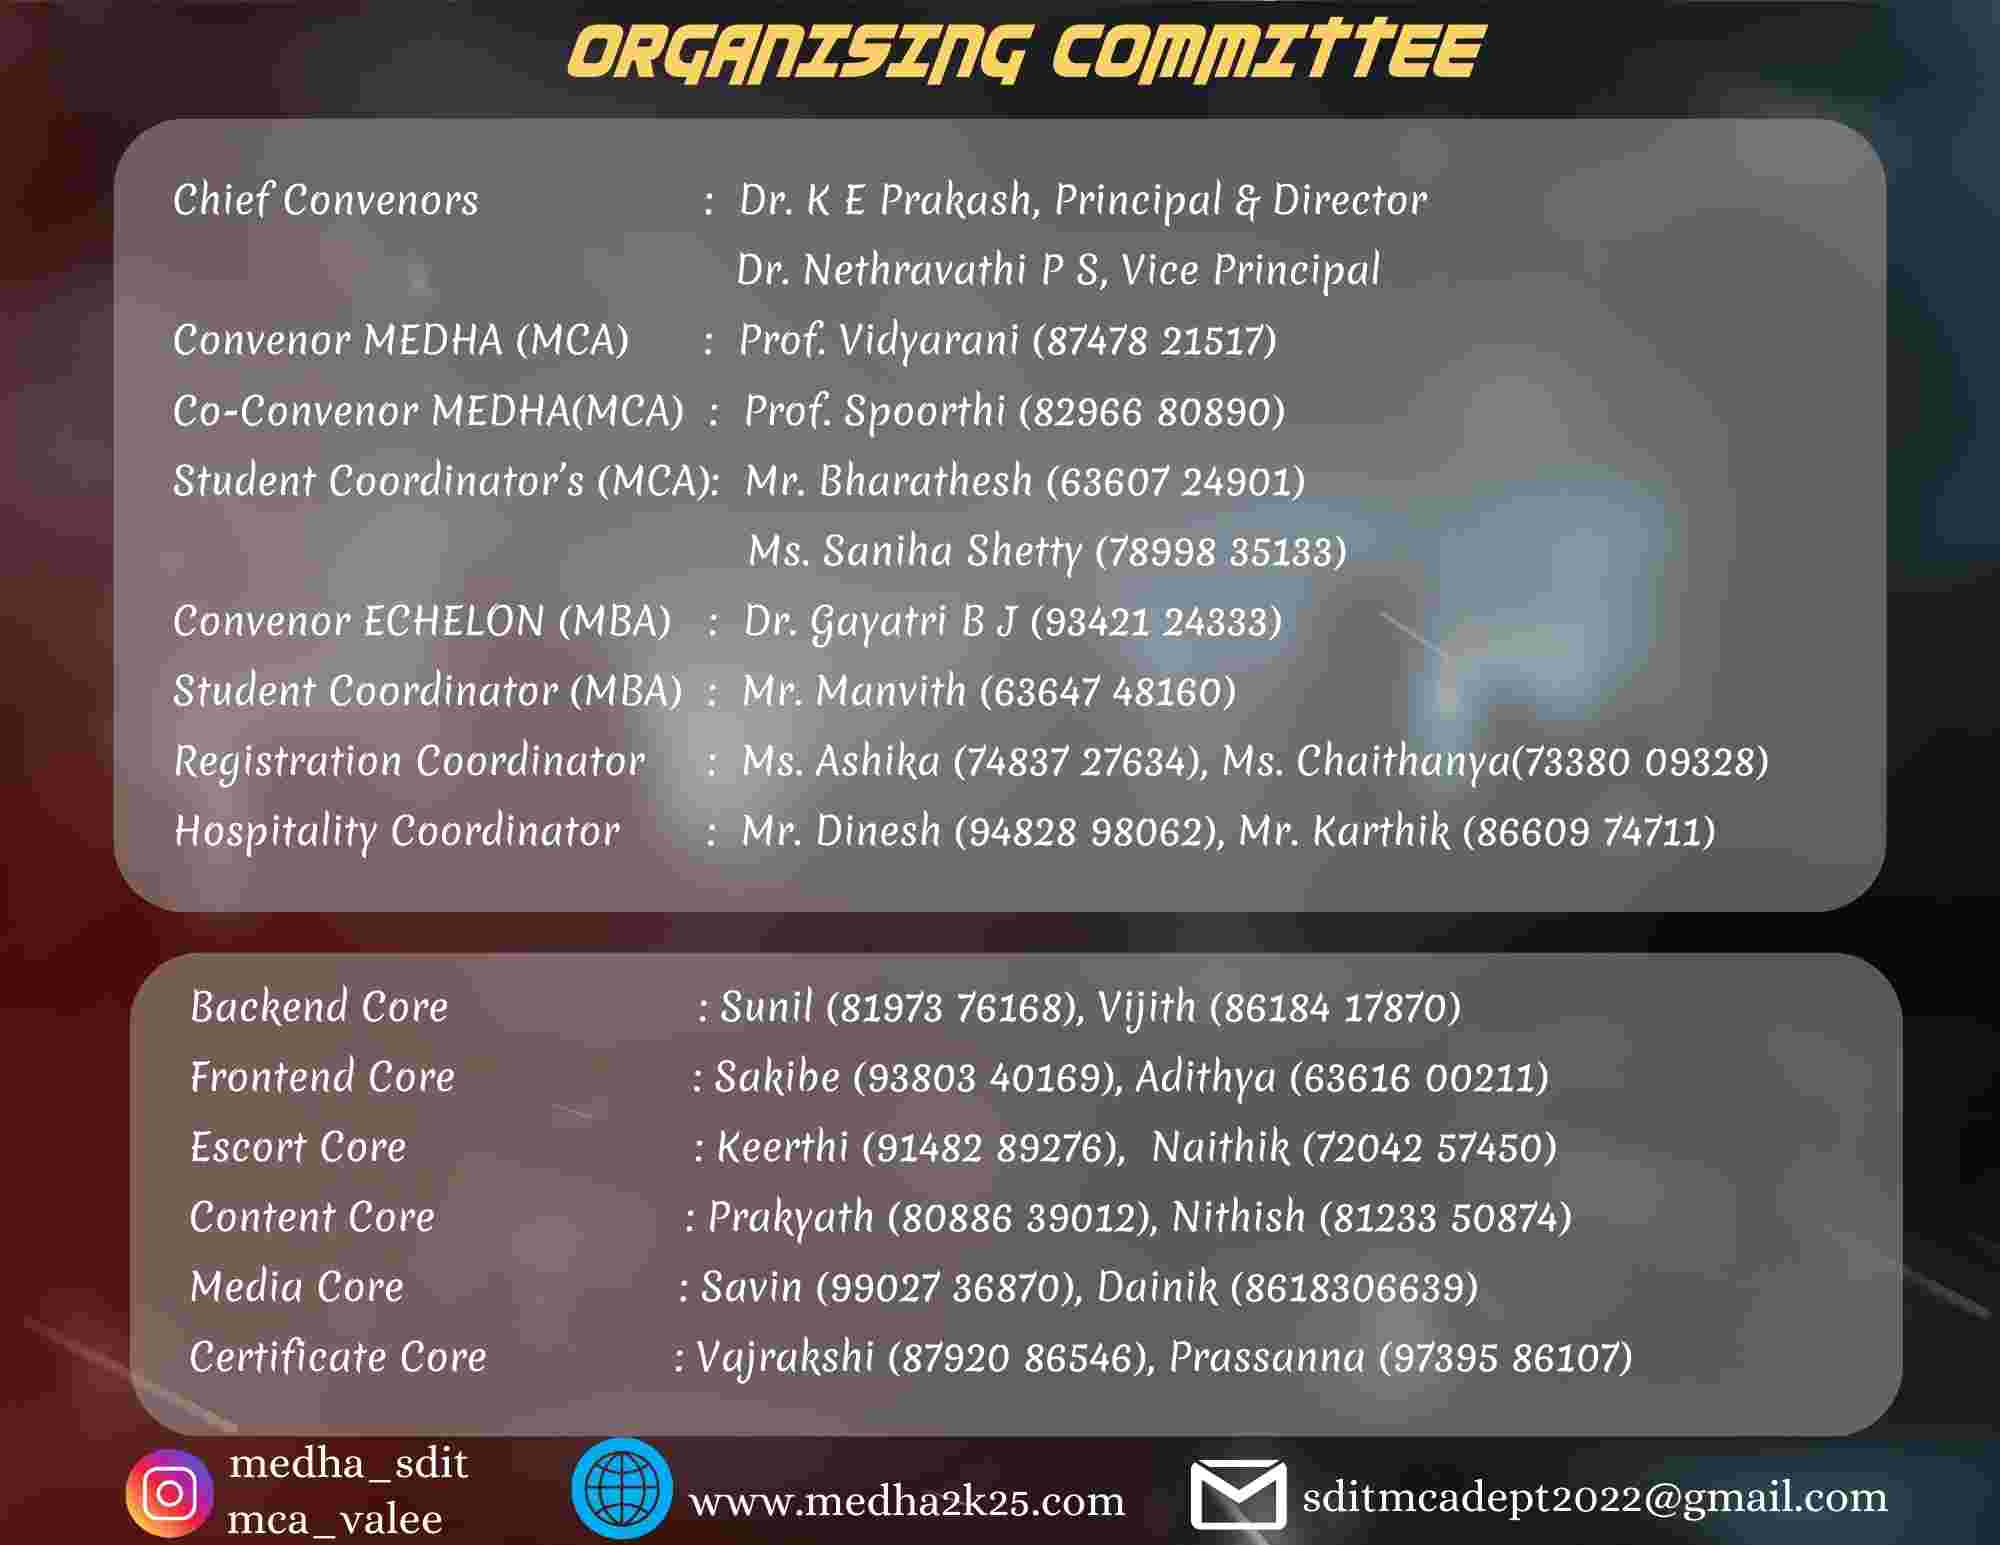 ORGANISING COMMITTEE
Chief Convenors : Dr. K E Prakash, Principal & Director
Dr. Nethravathi P S, Vice Principal
Convenor MEDHA (MCA) : Prof. Vidyarani (87478 21517)
Co-Convenor MEDHA(MCA) : Prof. Spoorthi (82966 80890)
Student Coordinator’s (MCA): Mr. Bharathesh (63607 24901)
Ms. Saniha Shetty (78998 35133)
Convenor ECHELON (MBA) : Dr. Gayatri B J (93421 24333)
Student Coordinator (MBA) : Mr. Manvith (63647 48160)
Registration Coordinator : Ms. Ashika (74837 27634), Ms. Chaithanya(73380 09328)
Hospitality Coordinator : Mr. Dinesh (94828 98062), Mr. Karthik (86609 74711)
Backend Core : Sunil (81973 76168), Vijith (86184 17870)
Frontend Core : Sakibe (93803 40169), Adithya (63616 00211)
Escort Core : Keerthi (91482 89276), Naithik (72042 57450)
Content Core : Prakyath (80886 39012), Nithish (81233 50874)
Media Core : Savin (99027 36870), Dainik (8618306639)
Certificate Core : Vajrakshi (87920 86546), Prassanna (97395 86107)
medha_sdit
mca_valee
www.medha2k25.com
sditmcadept2022@gmail.com